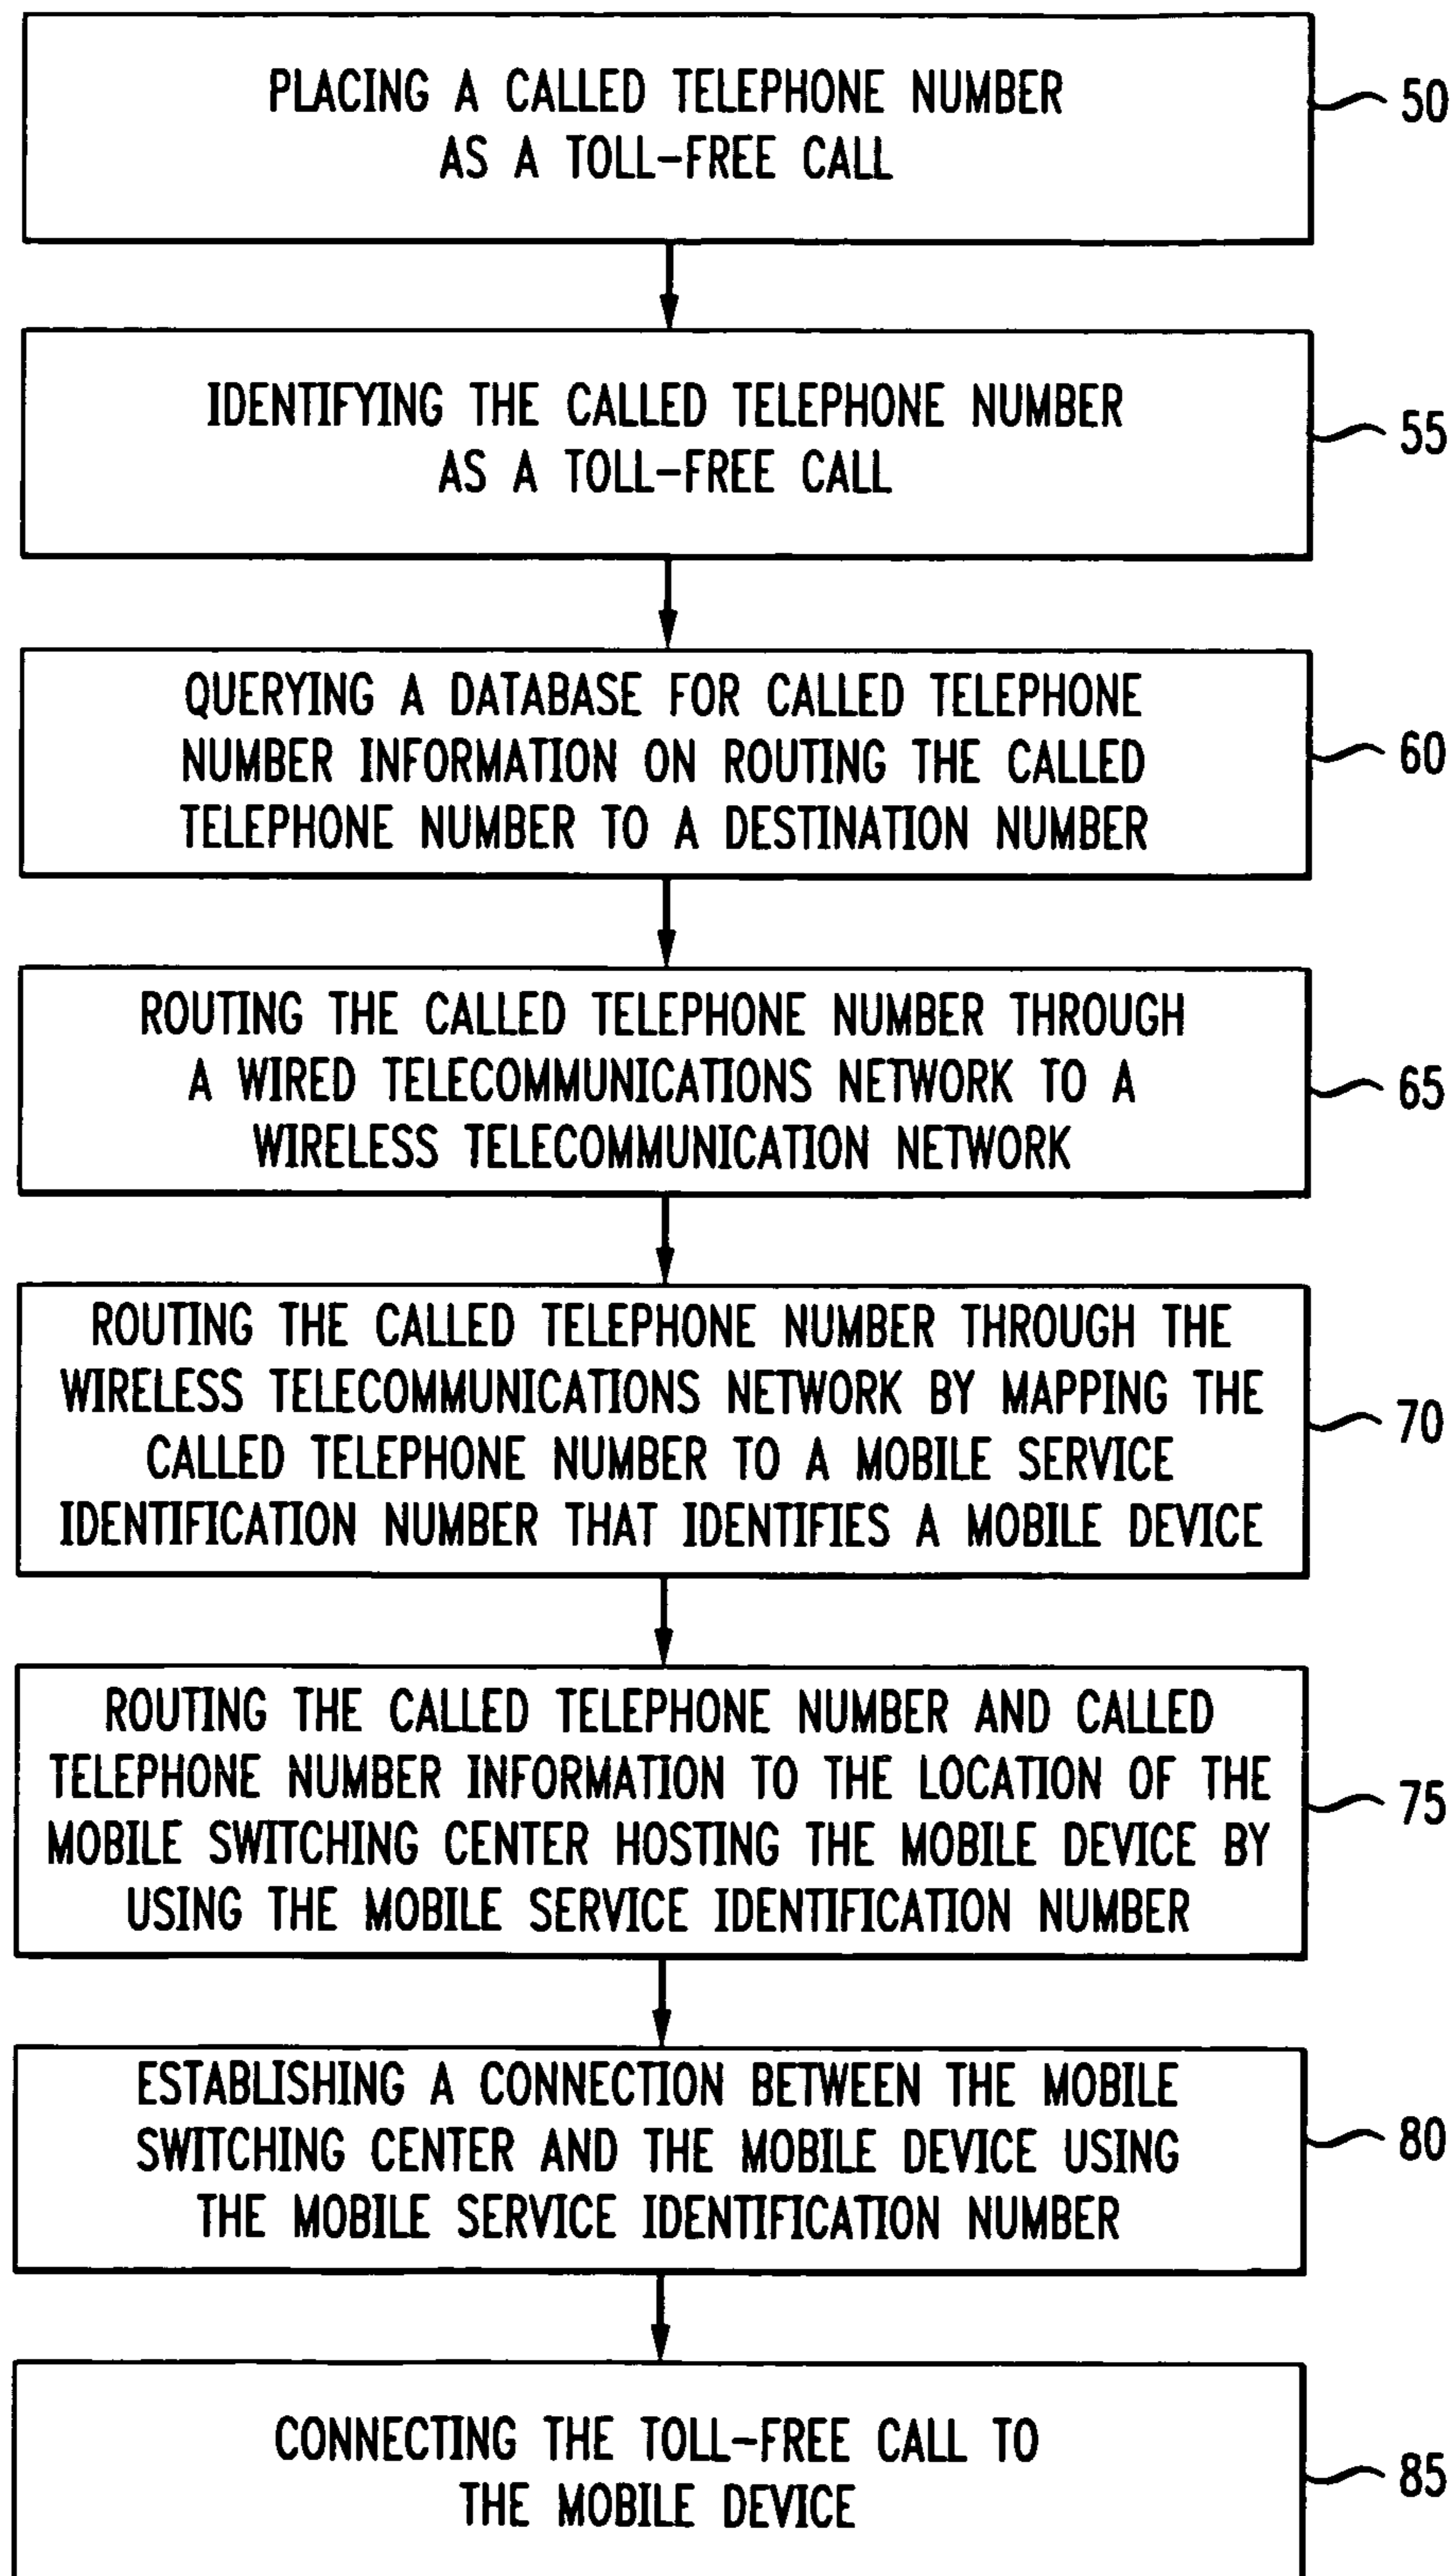 PLACING A CALLED TELEPHONE NUMBER
AS A TOLL-FREE CALL
50
IDENTIFYING THE CALLED TELEPHONE NUMBER
AS A TOLL-FREE CALL
55
QUERYING A DATABASE FOR CALLED TELEPHONE
NUMBER INFORMATION ON ROUTING THE CALLED
TELEPHONE NUMBER TO A DESTINATION NUMBER
60
ROUTING THE CALLED TELEPHONE NUMBER THROUGH
A WIRED TELECOMMUNICATIONS NETWORK TO A
WIRELESS TELECOMMUNICATION NETWORK
65
ROUTING THE CALLED TELEPHONE NUMBER THROUGH THE
WIRELESS TELECOMMUNICATIONS NETWORK BY MAPPING THE
CALLED TELEPHONE NUMBER TO A MOBILE SERVICE
IDENTIFICATION NUMBER THAT IDENTIFIES A MOBILE DEVICE
70
ROUTING THE CALLED TELEPHONE NUMBER AND CALLED
TELEPHONE NUMBER INFORMATION TO THE LOCATION OF THE
MOBILE SWITCHING CENTER HOSTING THE MOBILE DEVICE BY
USING THE MOBILE SERVICE IDENTIFICATION NUMBER
75
ESTABLISHING A CONNECTION BETWEEN THE MOBILE
SWITCHING CENTER AND THE MOBILE DEVICE USING
THE MOBILE SERVICE IDENTIFICATION NUMBER
80
CONNECTING THE TOLL-FREE CALL TO
THE MOBILE DEVICE
85